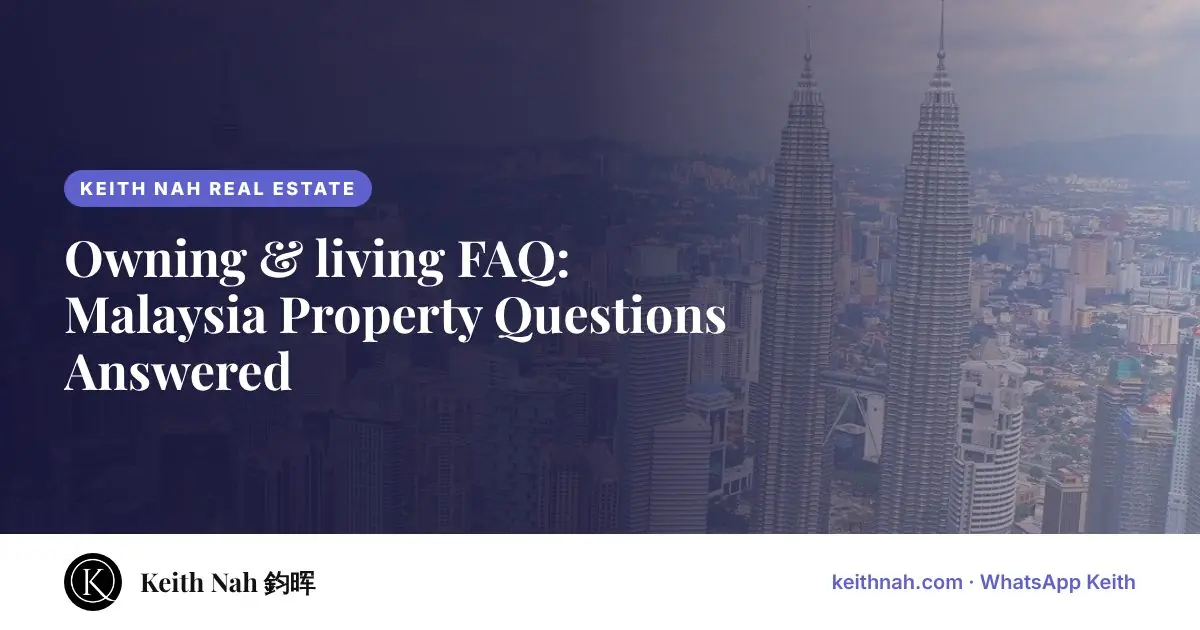 KEITH NAH REAL ESTATE
Owning & living FAQ:
Malaysia Property Questions
Answered
K
Keith Nah 鈞晖
keithnah.com · WhatsApp Keith